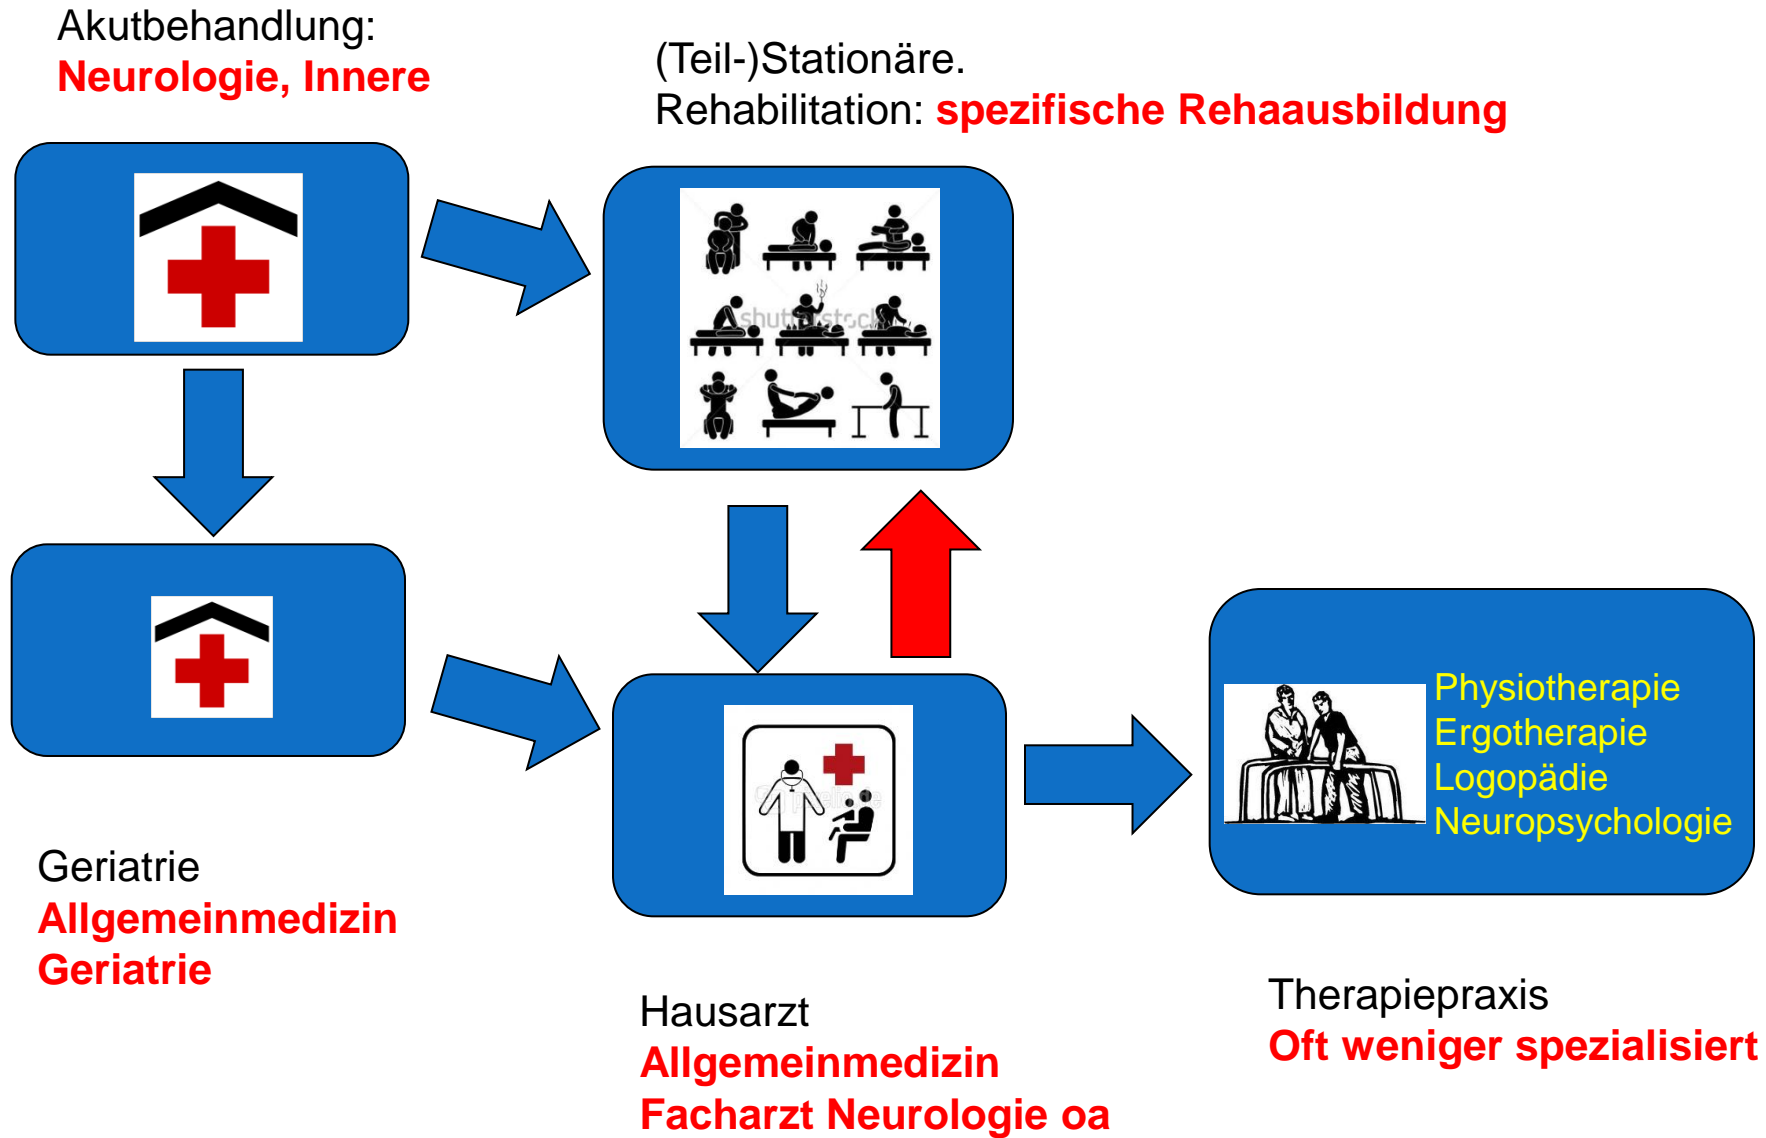 Akutbehandlung:
Neurologie, Innere
(Teil-)Stationäre.
Rehabilitation: spezifische Rehaausbildung
shutterstock
Physiotherapie
Ergotherapie
Logopädie
Neuropsychologie
Geriatrie
Allgemeinmedizin
Geriatrie
Hausarzt
Allgemeinmedizin
Facharzt Neurologie oa
Therapiepraxis
Oft weniger spezialisiert